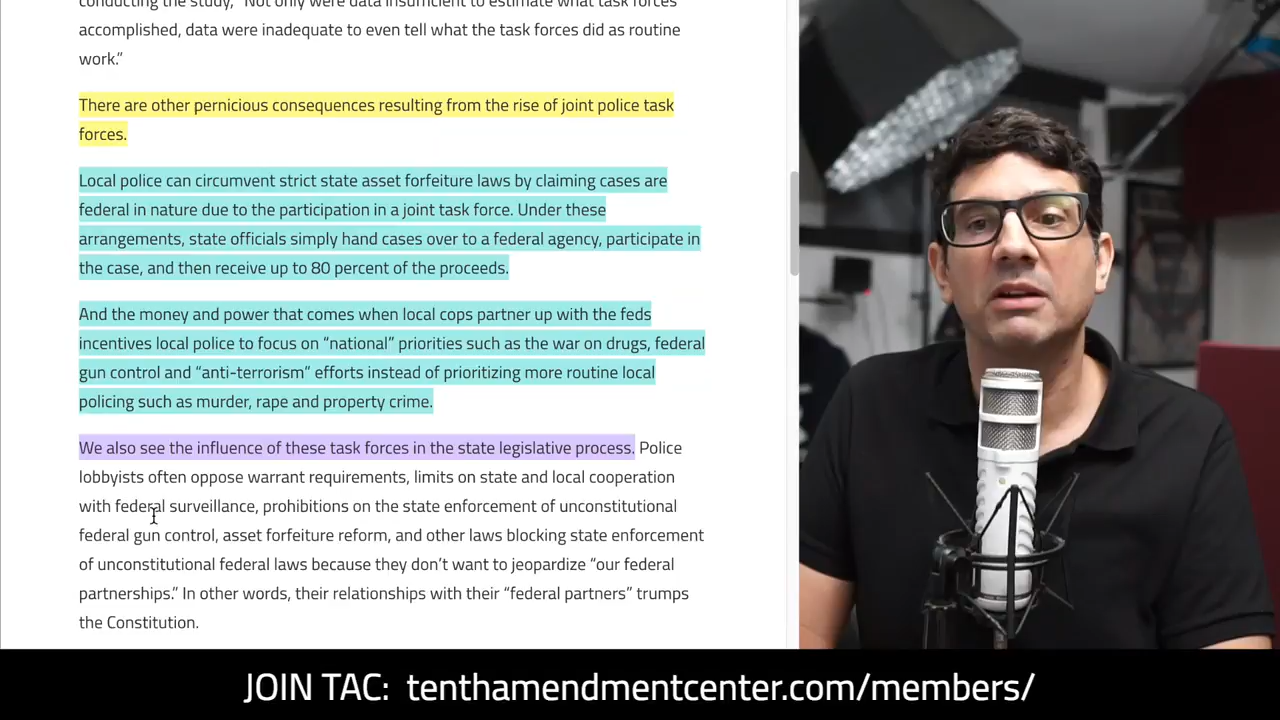 conducting the study, “Not only were data insufficient to estimate what task forces
accomplished, data were inadequate to even tell what the task forces did as routine
work.”
There are other pernicious consequences resulting from the rise of joint police task
forces.
Local police can circumvent strict state asset forfeiture laws by claiming cases are
federal in nature due to the participation in a joint task force. Under these
arrangements, state officials simply hand cases over to a federal agency, participate in
the case, and then receive up to 80 percent of the proceeds.
And the money and power that comes when local cops partner up with the feds
incentives local police to focus on “national” priorities such as the war on drugs, federal
gun control and “anti-terrorism” efforts instead of prioritizing more routine local
policing such as murder, rape and property crime.
We also see the influence of these task forces in the state legislative process. Police
lobbyists often oppose warrant requirements, limits on state and local cooperation
with federal surveillance, prohibitions on the state enforcement of unconstitutional
federal gun control, asset forfeiture reform, and other laws blocking state enforcement
of unconstitutional federal laws because they don’t want to jeopardize “our federal
partnerships.” In other words, their relationships with their “federal partners” trumps
the Constitution.
JOIN TAC: tenthamendmentcenter.com/members/